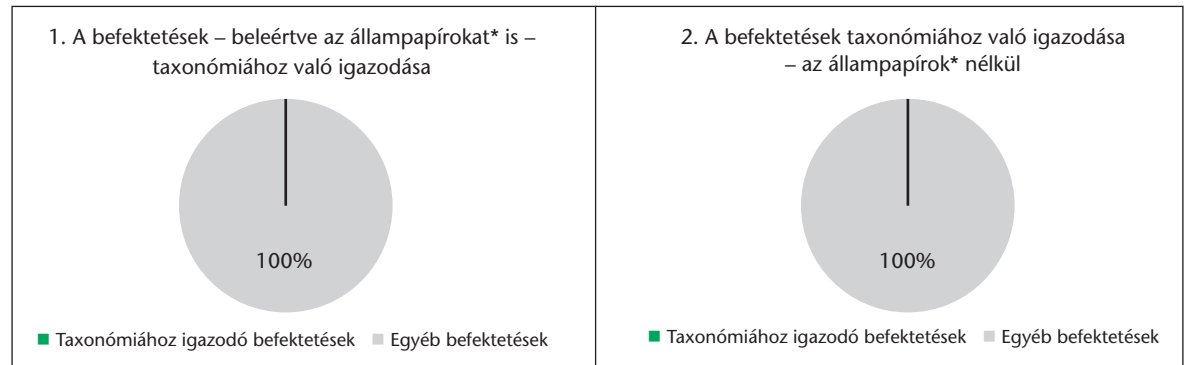 1. A befektetések – beleértve az állampapírokat* is –
taxonómiához való igazodása
100%
Taxonómiához igazodó befektetések Egyéb befektetések
2. A befektetések taxonómiához való igazodása
– az állampapírok* nélkül
100%
Taxonómiához igazodó befektetések Egyéb befektetések